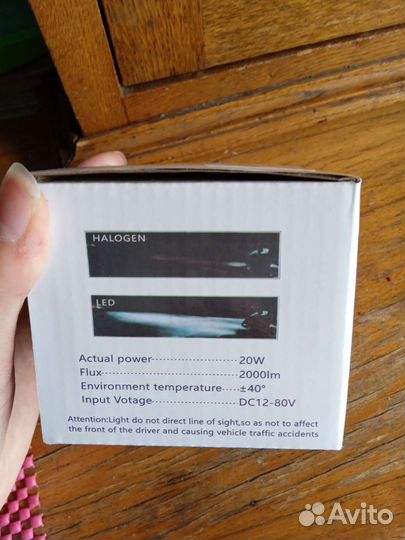 HALOGEN
LED
Actual power 20W
Flux 2000lm
Environment temperature ±40°
Input Votage DC12-80V
Attention:Light do not direct line of sight,so as not to affect
the front of the driver and causing vehicle traffic accidents
Avito